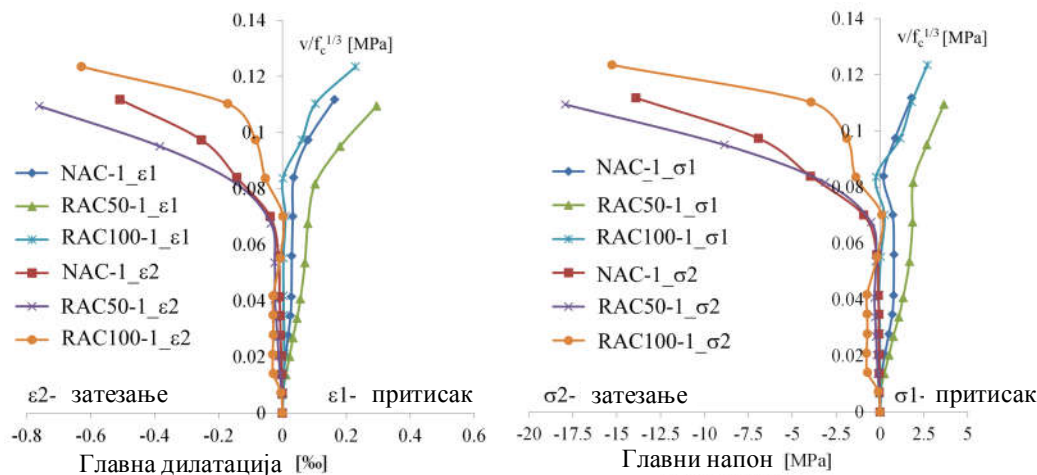 0.14
v/fc^1/3 [MPa]
0.12
0.1
0.08
0.06
0.04
0.02
0
NAC-1_ε1
RAC50-1_ε1
RAC100-1_ε1
NAC-1_ε2
RAC50-1_ε2
RAC100-1_ε2
ε2- затезање
ε1- притисак
-0.8 -0.6 -0.4 -0.2 0 0.2 0.4 0.6
Главна дилатација [‰]
0.14
v/fc^1/3 [MPa]
0.12
0.1
0.08
0.06
0.04
0.02
0
NAC-1_σ1
RAC50-1_σ1
RAC100-1_σ1
NAC-1_σ2
RAC50-1_σ2
RAC100-1_σ2
σ2- затезање
σ1- притисак
-20 -17.5 -15 -12.5 -10 -7.5 -5 -2.5 0 2.5 5
Главни напон [MPa]